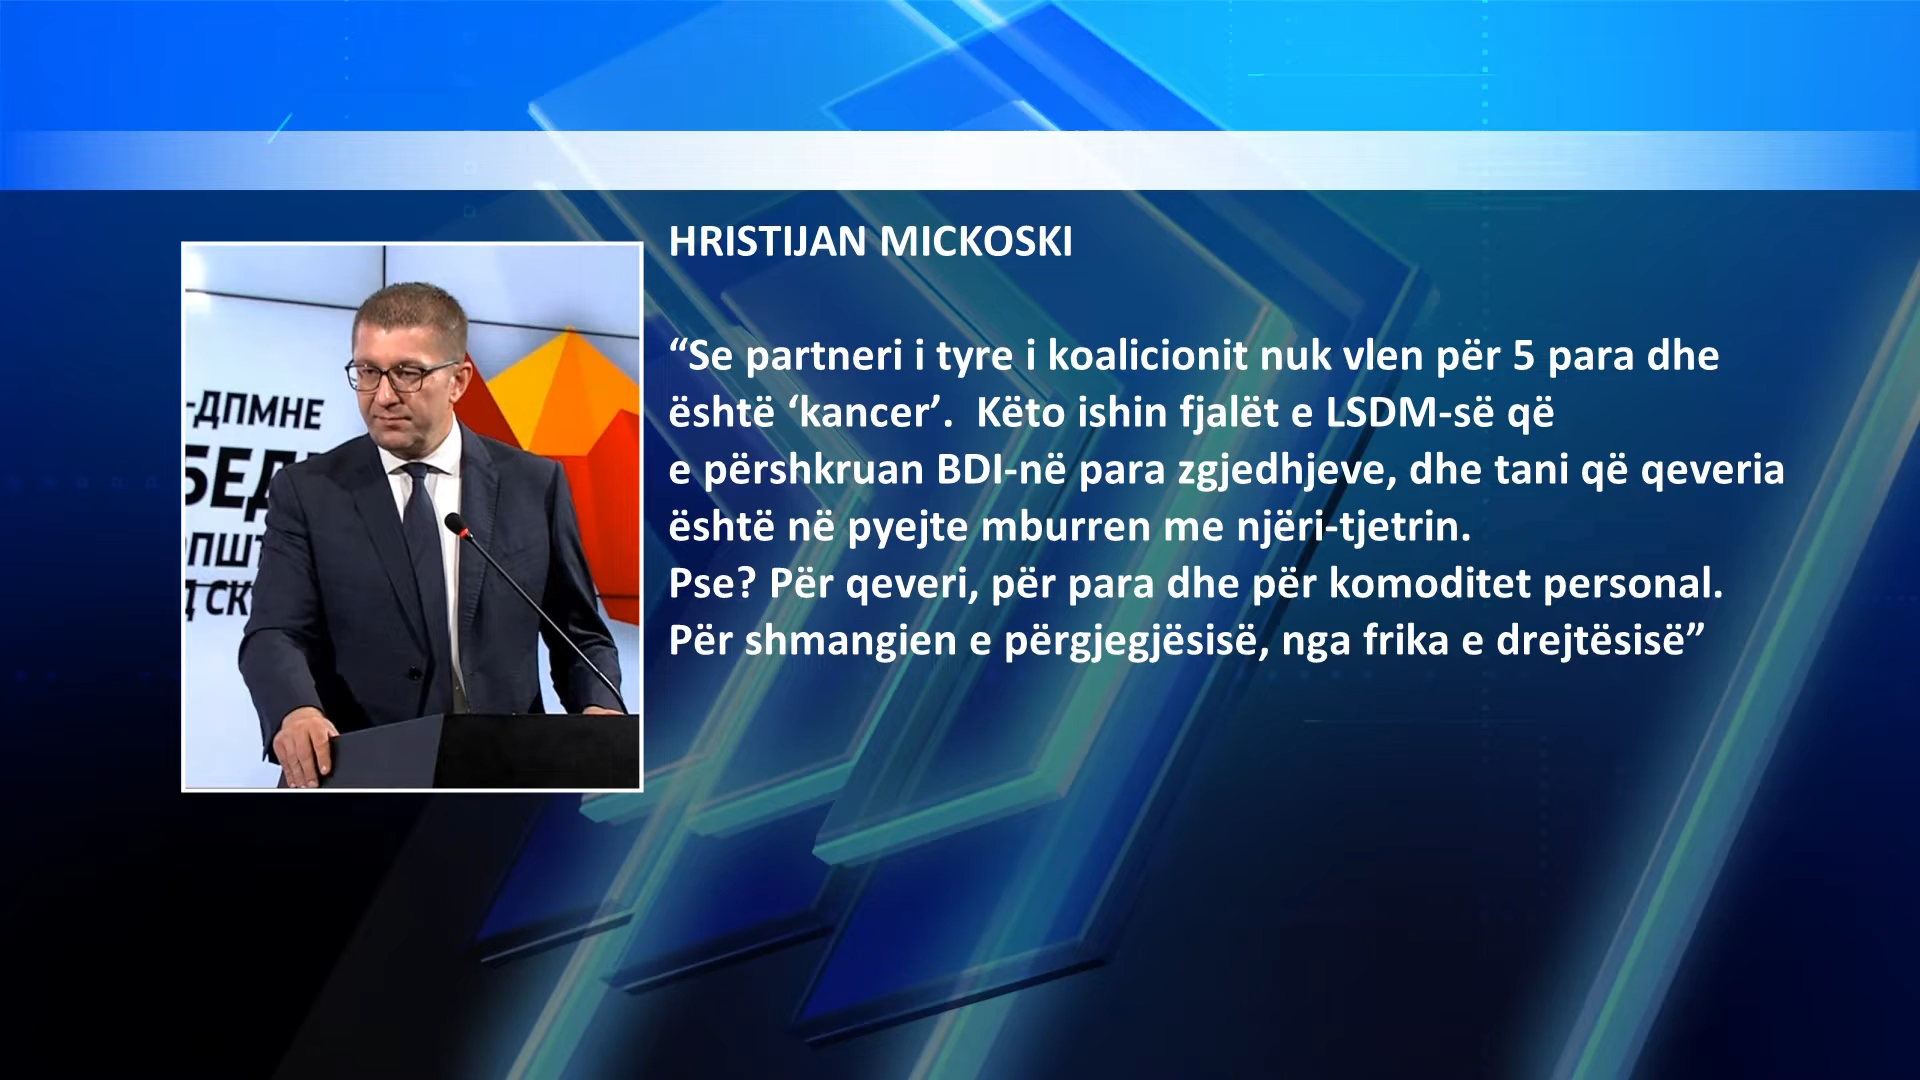 HRISTIJAN MICKOSKI
“Se partneri i tyre i koalicionit nuk vlen për 5 para dhe
është ‘kancer’.  Këto ishin fjalët e LSDM-së që
e përshkruan BDI-në para zgjedhjeve, dhe tani që qeveria
është në pyejte mburren me njëri-tjetrin.
Pse? Për qeveri, për para dhe për komoditet personal.
Për shmangien e përgjegjësisë, nga frika e drejtësisë”
-ДПМНЕ